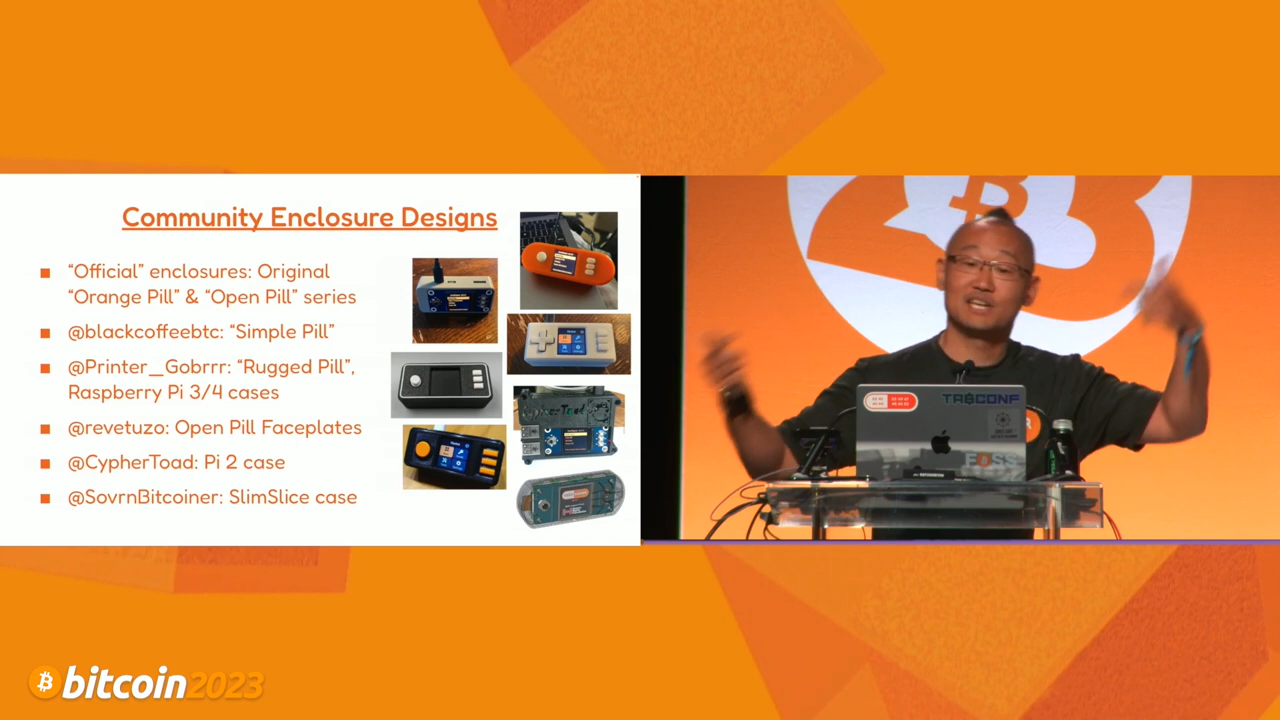 Community Enclosure Designs
■ “Official” enclosures: Original
“Orange Pill” & “Open Pill” series
■ @blackcoffeebtc: “Simple Pill”
■ @Printer_Gobrrr: “Rugged Pill”,
Raspberry Pi 3/4 cases
■ @revetuzo: Open Pill Faceplates
■ @CypherToad: Pi 2 case
■ @SovrnBitcoiner: SlimSlice case
TABCONF
FOSS
bitcoin2023